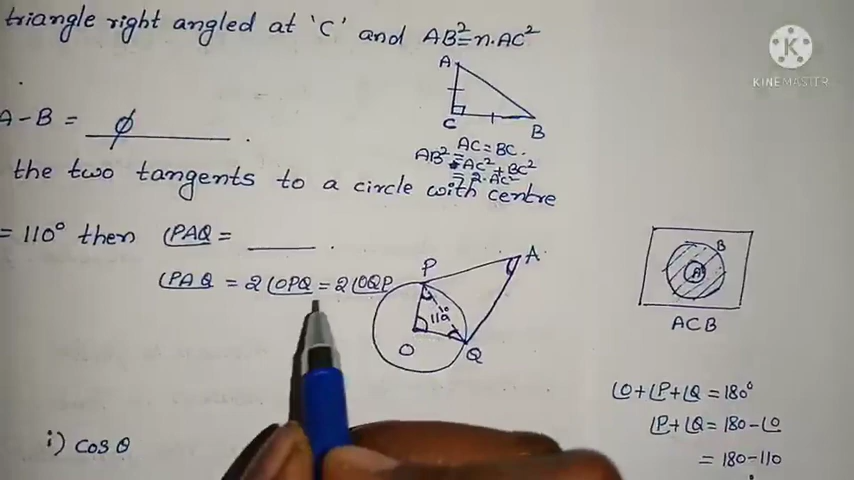 triangle right angled at 'C' and AB²=n.AC²
KINEMASTER
A
C
B
AC = BC.
AB² = AC² + BC²
= 2.AC²
A - B = ∅ .
the two tangents to a circle with centre
= 110° then ∠PAQ = ____ .
∠PAQ = 2∠OPQ = 2∠OQP
P
A
110°
O
Q
B
A
ACB
∠O+∠P+∠Q = 180°
∠P+∠Q = 180-∠O
= 180-110
i) cos θ